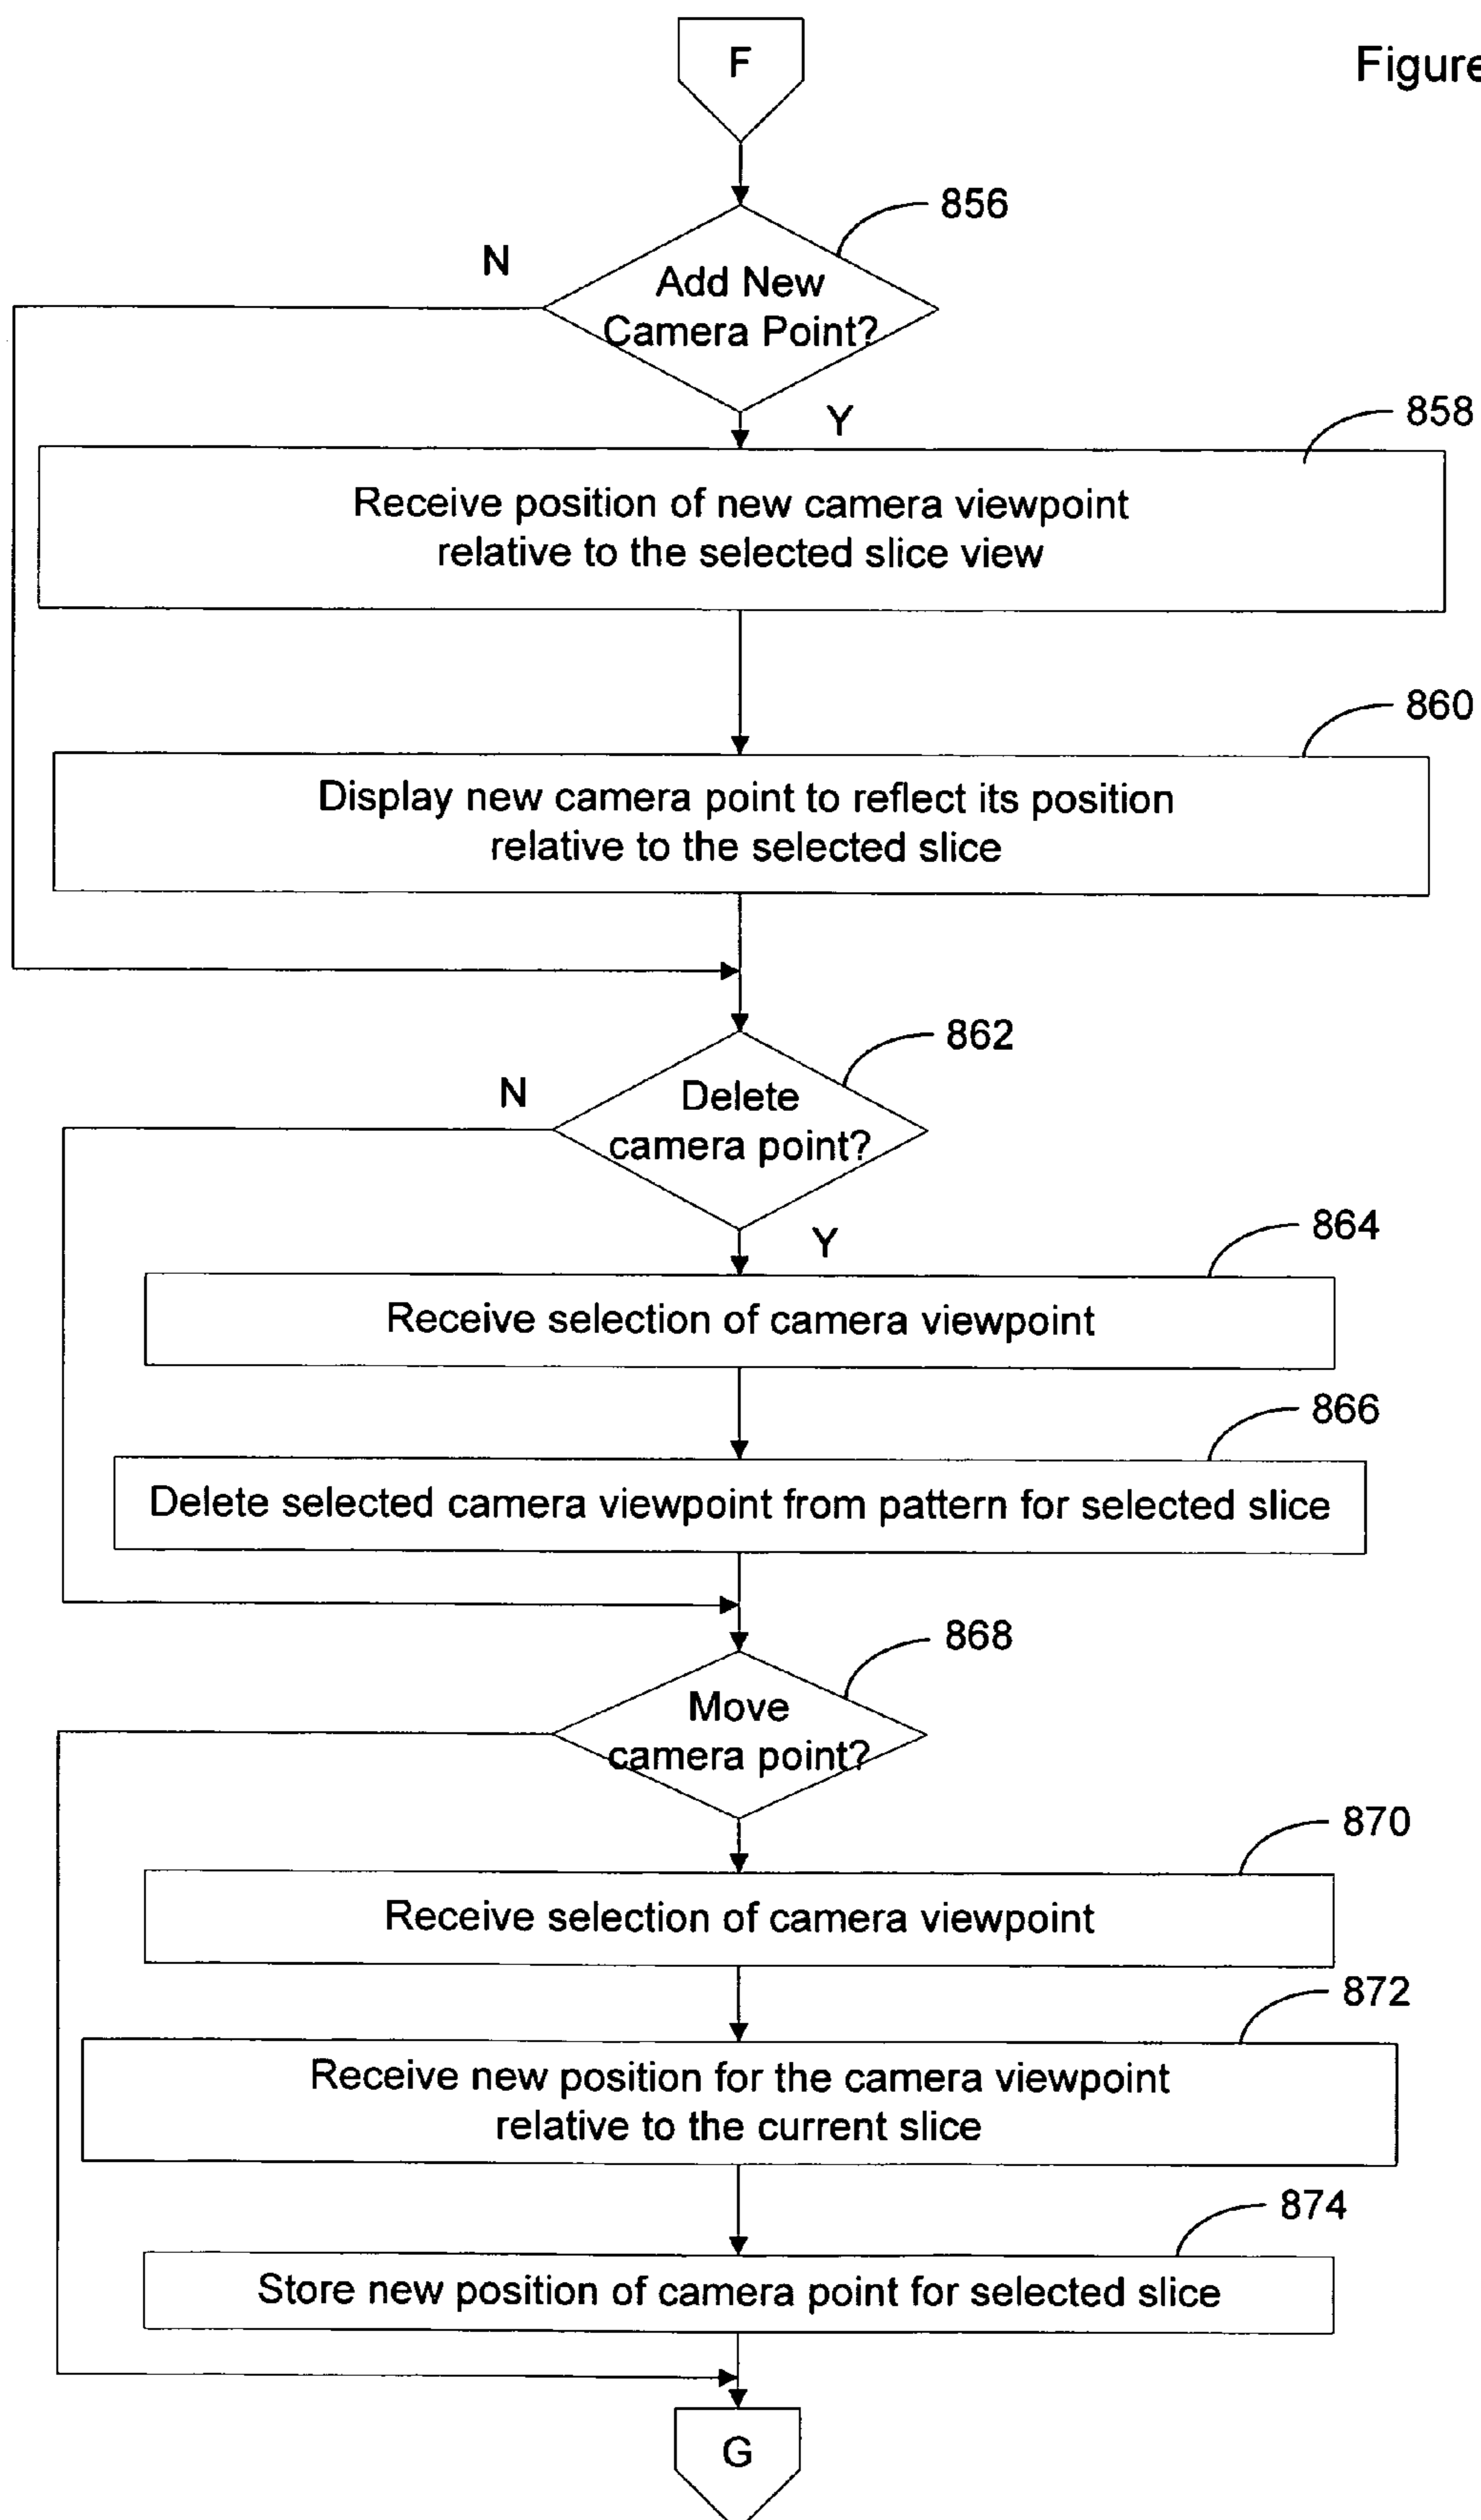 F
Figure
856
N
Add New
Camera Point?
Y
858
Receive position of new camera viewpoint
relative to the selected slice view
860
Display new camera point to reflect its position
relative to the selected slice
862
N
Delete
camera point?
Y
864
Receive selection of camera viewpoint
866
Delete selected camera viewpoint from pattern for selected slice
868
Move
camera point?
870
Receive selection of camera viewpoint
872
Receive new position for the camera viewpoint
relative to the current slice
874
Store new position of camera point for selected slice
G